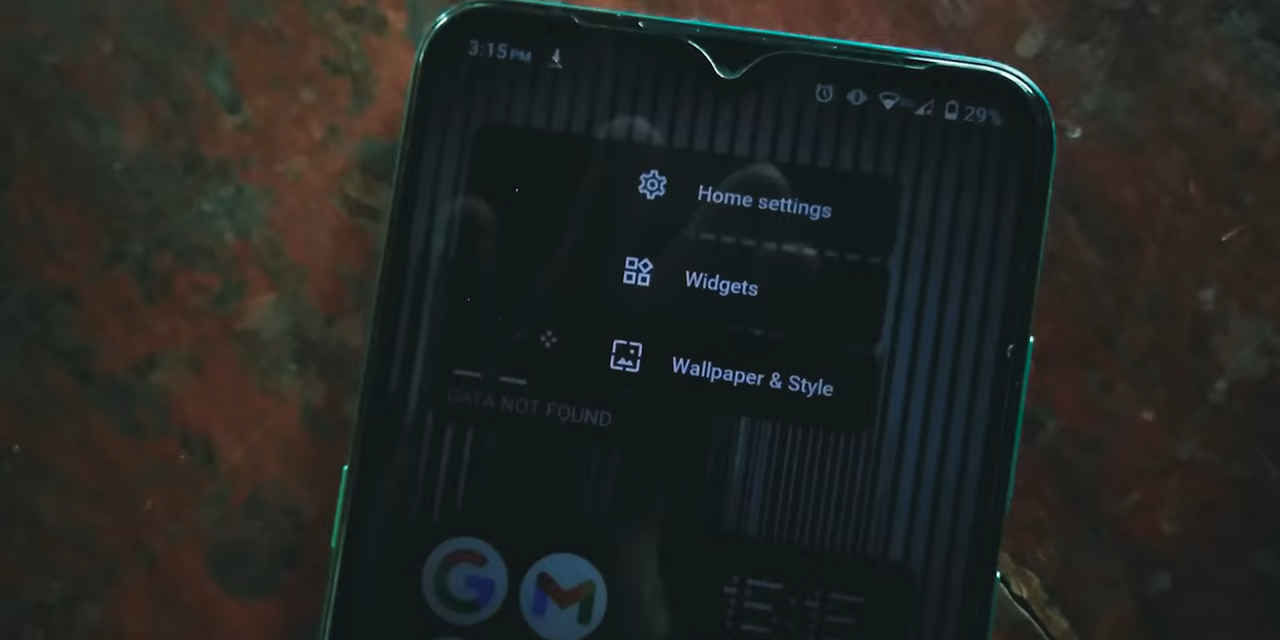 3:15 PM
29%
Home settings
Widgets
Wallpaper & Style
DATA NOT FOUND